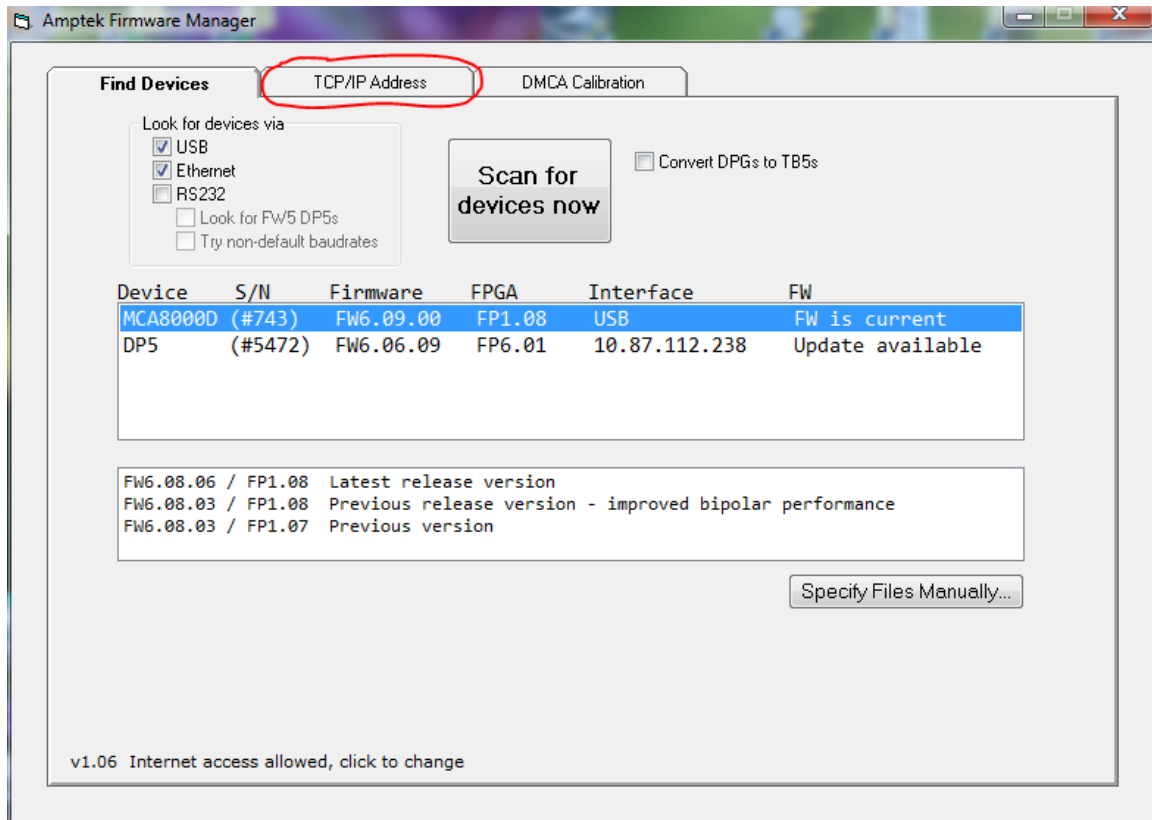 Amptek Firmware Manager
Find Devices TCP/IP Address DMCA Calibration
Look for devices via
USB
Ethernet
RS232
Look for FW5 DP5s
Try non-default baudrates
Scan for
devices now
Convert DPGs to TB5s
Device S/N Firmware FPGA Interface FW
MCA8000D (#743) FW6.09.00 FP1.08 USB FW is current
DP5 (#5472) FW6.06.09 FP6.01 10.87.112.238 Update available
FW6.08.06 / FP1.08 Latest release version
FW6.08.03 / FP1.08 Previous release version - improved bipolar performance
FW6.08.03 / FP1.07 Previous version
Specify Files Manually...
v1.06 Internet access allowed, click to change